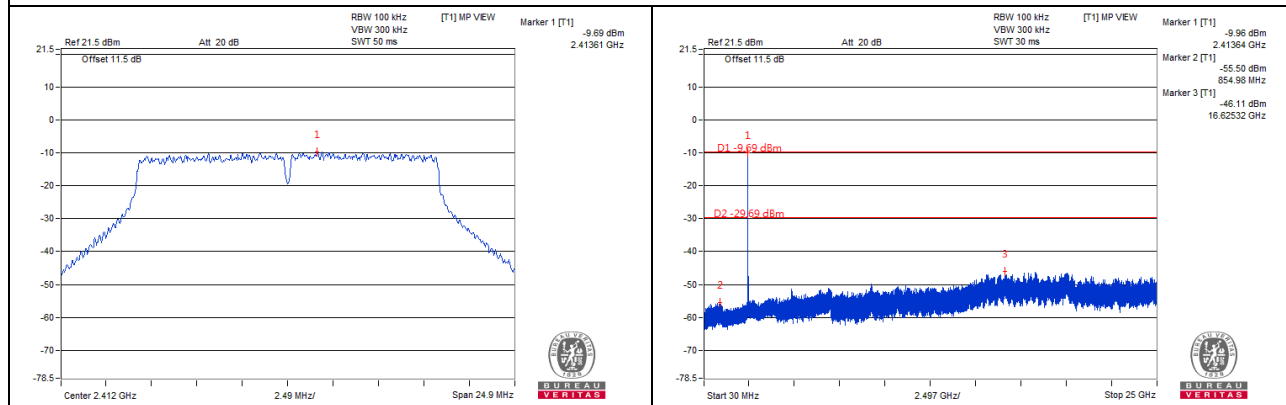 RBW 100 kHz
[T1] MP VIEW
VBW 300 kHz
Ref 21.5 dBm
Att 20 dB
SWT 50 ms
Marker 1 [T1]
-9.69 dBm
2.41361 GHz
21.5
Offset 11.5 dB
10
0
1
-10
-20
-30
-40
-50
-60
-70
-78.5
Center 2.412 GHz
2.49 MHz/
Span 24.9 MHz
BUREAU VERITAS
1828
BUREAU
VERITAS
RBW 100 kHz
[T1] MP VIEW
VBW 300 kHz
Ref 21.5 dBm
Att 20 dB
SWT 30 ms
Marker 1 [T1]
-9.96 dBm
2.41364 GHz
Marker 2 [T1]
-55.50 dBm
854.98 MHz
Marker 3 [T1]
-46.11 dBm
16.62532 GHz
21.5
Offset 11.5 dB
10
0
1
D1 -9.69 dBm
-10
-20
D2 -29.69 dBm
-30
-40
3
-50
2
-60
-70
-78.5
Start 30 MHz
2.497 GHz/
Stop 25 GHz
BUREAU VERITAS
1828
BUREAU
VERITAS